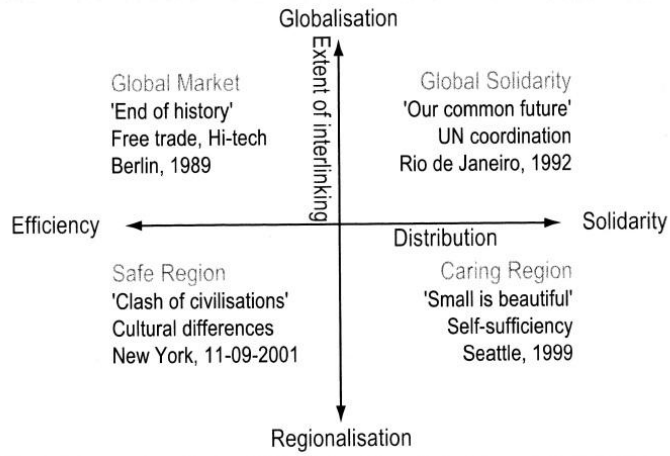 Globalisation
Extent of interlinking
Global Market
'End of history'
Free trade, Hi-tech
Berlin, 1989
Global Solidarity
'Our common future'
UN coordination
Rio de Janeiro, 1992
Efficiency
Solidarity
Distribution
Safe Region
'Clash of civilisations'
Cultural differences
New York, 11-09-2001
Caring Region
'Small is beautiful'
Self-sufficiency
Seattle, 1999
Regionalisation